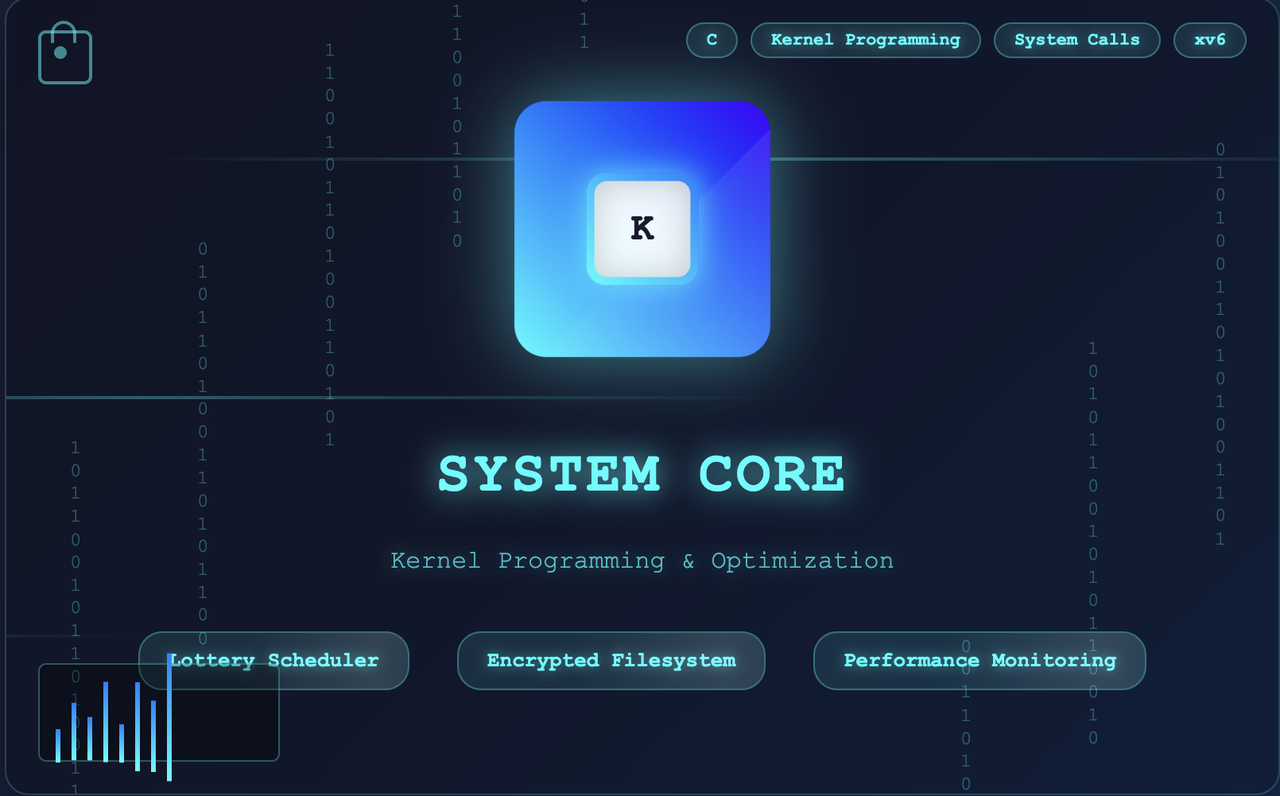 C
Kernel Programming
System Calls
xv6
K
SYSTEM CORE
Kernel Programming & Optimization
Lottery Scheduler
Encrypted Filesystem
Performance Monitoring